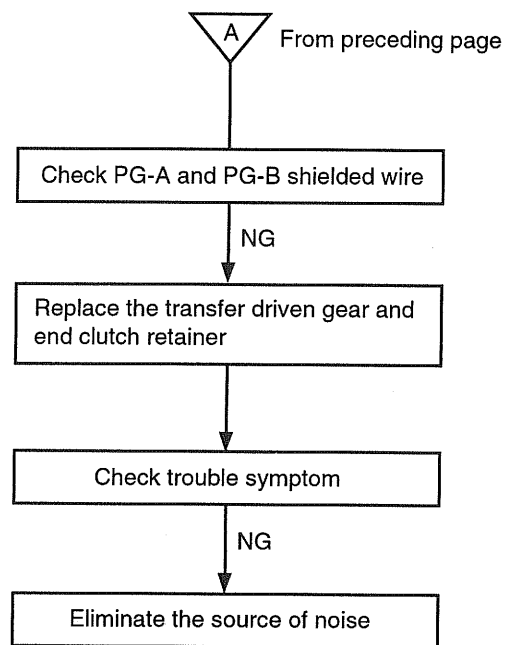 A
From preceding page
Check PG-A and PG-B shielded wire
NG
Replace the transfer driven gear and
end clutch retainer
Check trouble symptom
NG
Eliminate the source of noise